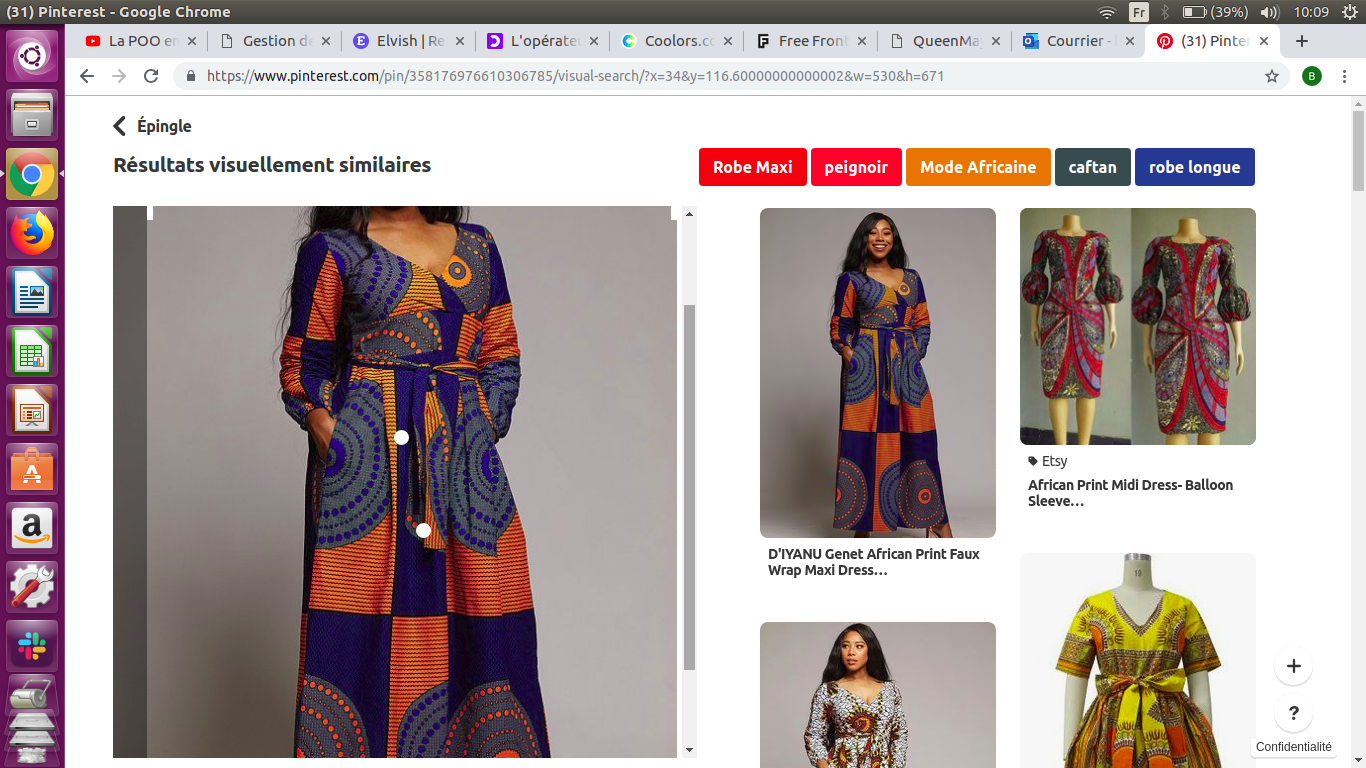 (31) Pinterest - Google Chrome
Fr
(39%)
10:09
La POO en
Gestion de
Elvish | Re
L'opérate
Coolors.co
Free Front
QueenMay
Courrier -
(31) Pinter
https://www.pinterest.com/pin/358176976610306785/visual-search/?x=34&y=116.60000000000002&w=530&h=671
B
Épingle
Résultats visuellement similaires
Robe Maxi
peignoir
Mode Africaine
caftan
robe longue
Etsy
African Print Midi Dress- Balloon
Sleeve…
D'IYANU Genet African Print Faux
Wrap Maxi Dress…
10
+
?
Confidentialité